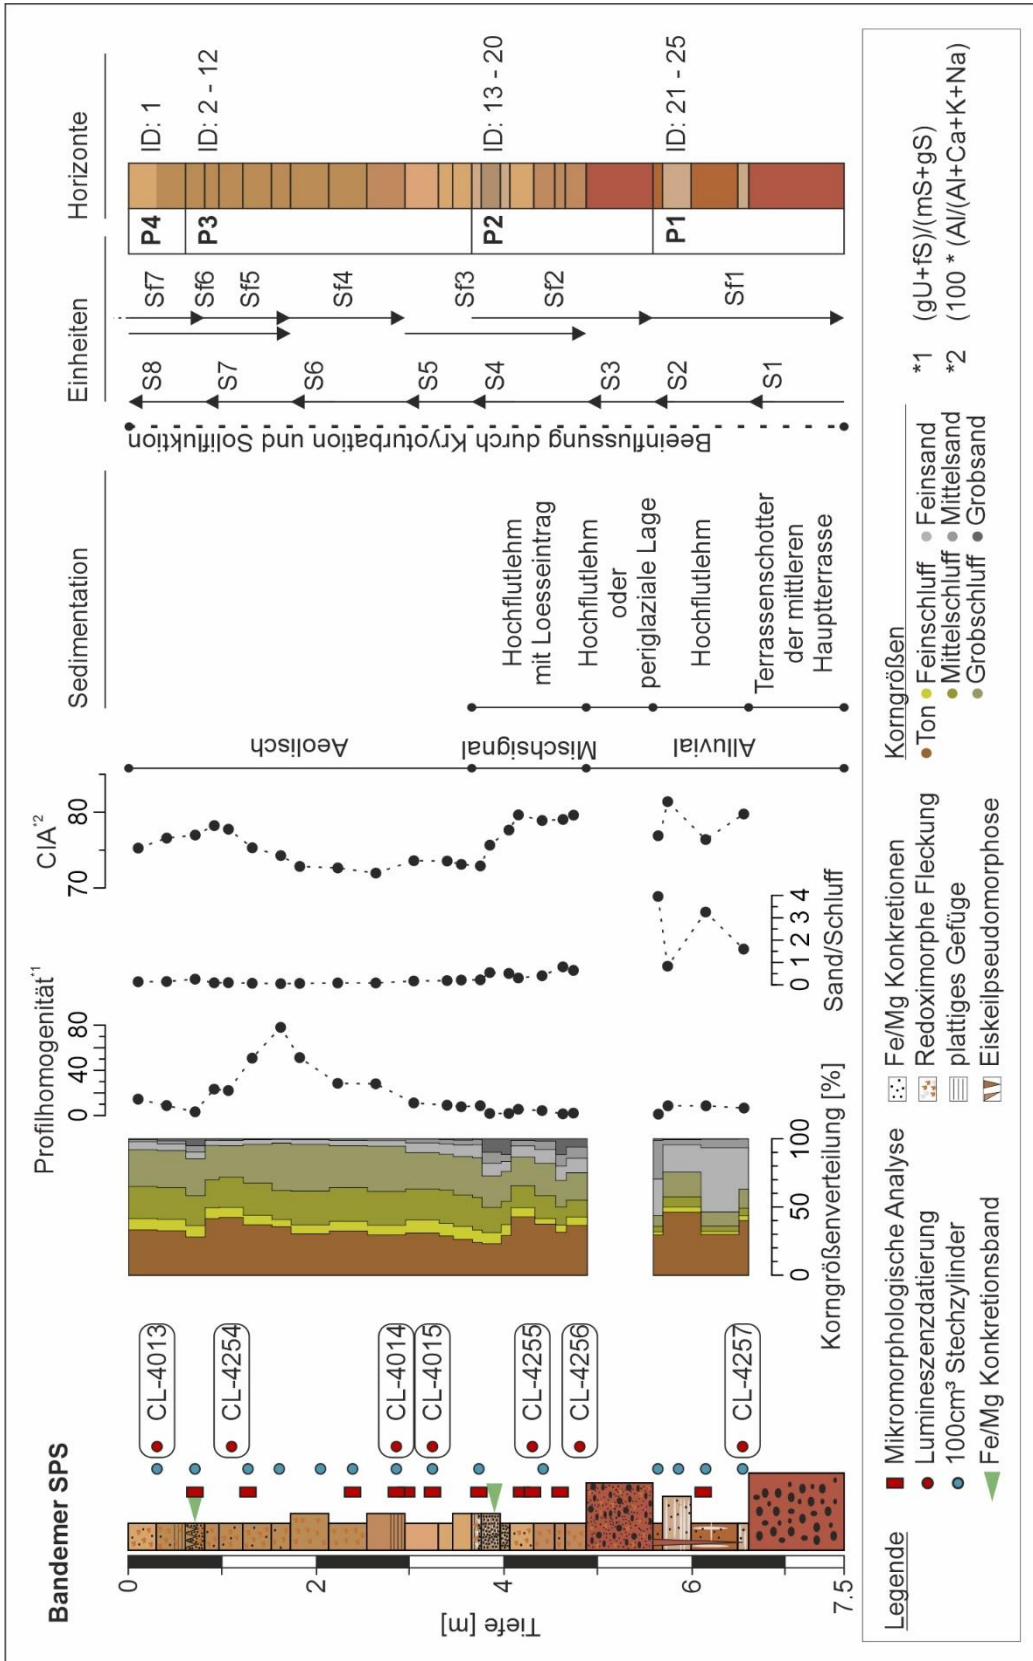 Bandemer SPS
Tiefe [m]
0
2
4
6
7.5
CL-4013
CL-4254
CL-4014
CL-4015
CL-4255
CL-4256
CL-4257
Korngrößenverteilung [%]
0 50 100
Profilhomogenität*1
0 40 80
Sand/Schluff
0 1 2 3 4
CIA*2
70 80
Aeolisch
Mischsignal
Alluvial
Sedimentation
Hochflutlehm
mit Loesseintrag
Hochflutlehm
oder
periglaziale Lage
Hochflutlehm
Terrassenschotter
der mittleren
Hauptterrasse
Beeinflussung durch Kryoturbation und Solifluktion
Einheiten
S8
S7
S6
S5
S4
S3
S2
S1
Sf7
Sf6
Sf5
Sf4
Sf3
Sf2
Sf1
Horizonte
P4
P3
P2
P1
ID: 1
ID: 2 - 12
ID: 13 - 20
ID: 21 - 25
Legende
Mikromorphologische Analyse
Lumineszenzdatierung
100cm³ Stechzylinder
Fe/Mg Konkretionsband
Fe/Mg Konkretionen
Redoximorphe Fleckung
plattiges Gefüge
Eiskeilpseudomorphose
Korngrößen
Ton Feinschluff Feinsand
Mittelschluff Mittelsand
Grobschluff Grobsand
*1 (gU+fS)/(mS+gS)
*2 (100 * (Al/(Al+Ca+K+Na)